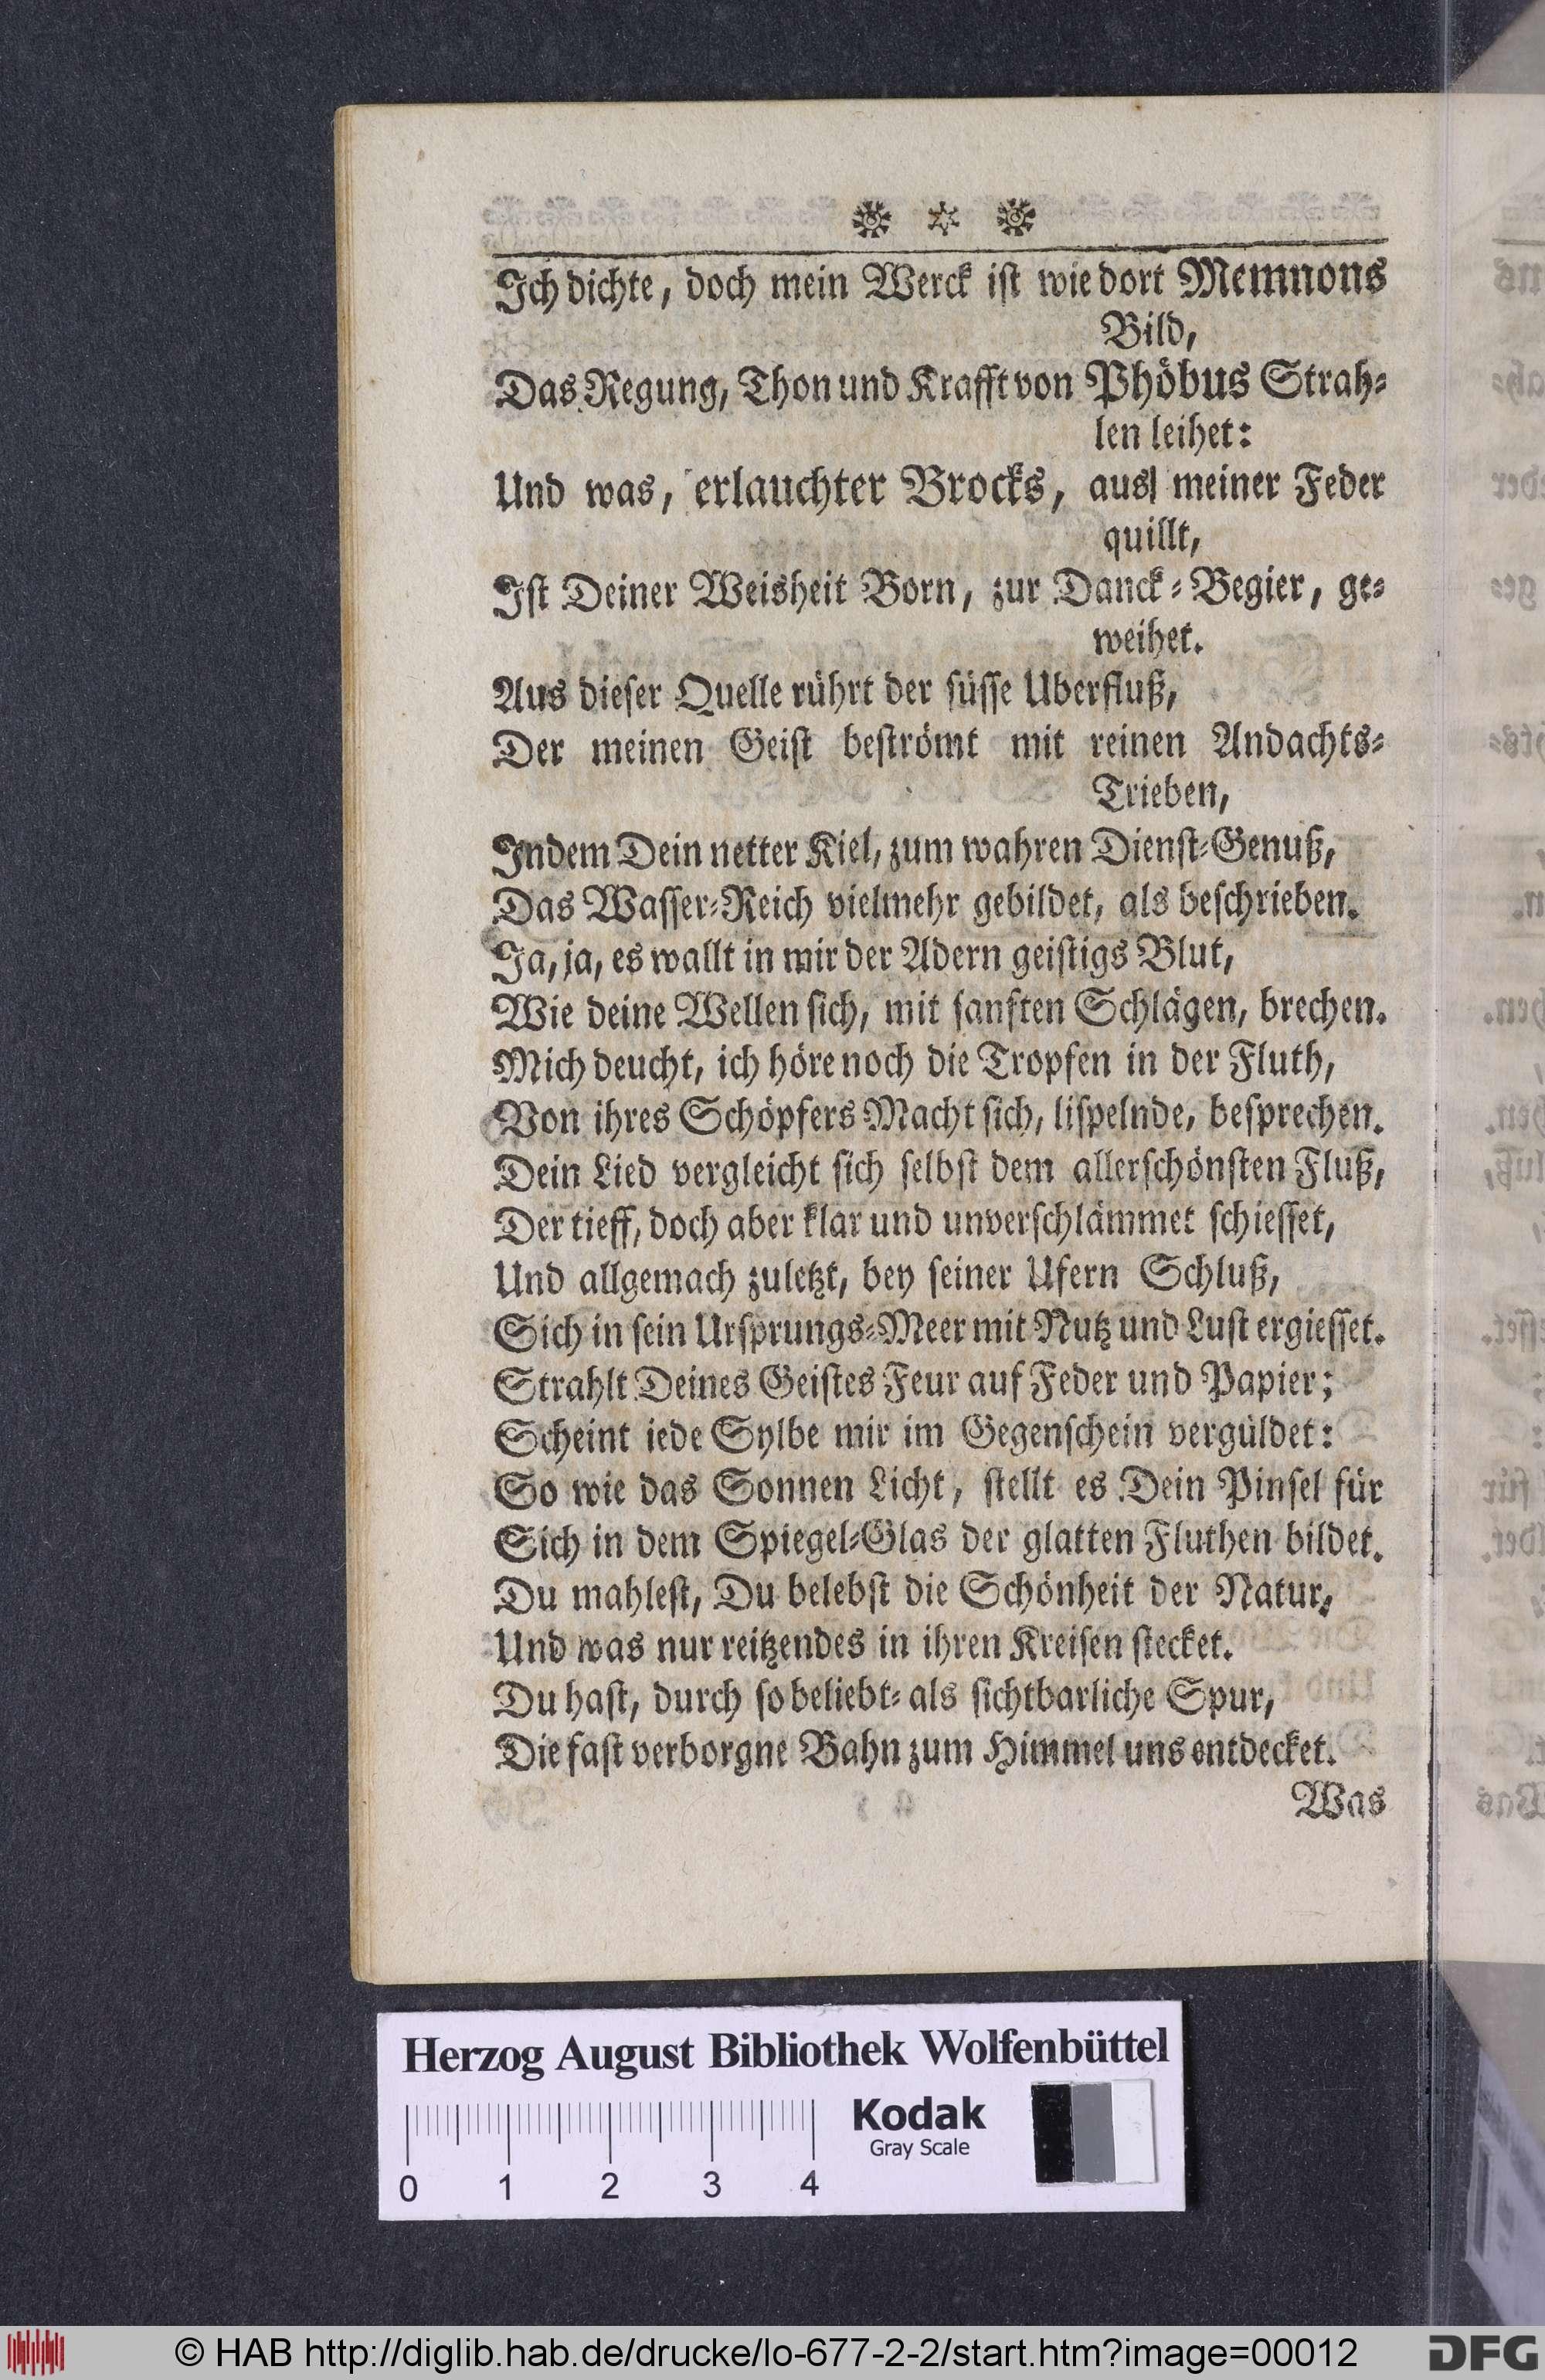 Ich dichte, doch mein Werck ist wie dort Memnons
Bild,
Das Regung, Thon und Krafft von Phöbus Strah-
len leihet:
Und was, erlauchter Brocks, aus meiner Feder
quillt,
Ist Deiner Weisheit Born, zur Danck-Begier, ge-
weihet.
Aus dieser Quelle rührt der süsse Uberfluß,
Der meinen Geist beströmt mit reinen Andachts-
Trieben,
Indem Dein netter Kiel, zum wahren Dienst-Genuß,
Das Wasser-Reich vielmehr gebildet, als beschrieben.
Ja, ja, es wallt in mir der Adern geistigs Blut,
Wie deine Wellen sich, mit sanften Schlägen, brechen.
Mich deucht, ich höre noch die Tropfen in der Fluth,
Von ihres Schöpfers Macht sich, lispelnde, besprechen.
Dein Lied vergleicht sich selbst dem allerschönsten Fluß,
Der tieff, doch aber klar und unverschlämmet schiesset,
Und allgemach zuletzt, bey seiner Ufern Schluß,
Sich in sein Ursprungs-Meer mit Nutz und Lust ergiesset.
Strahlt Deines Geistes Feur auf Feder und Papier;
Scheint iede Sylbe mir im Gegenschein vergüldet:
So wie das Sonnen Licht, stellt es Dein Pinsel für
Sich in dem Spiegel-Glas der glatten Fluthen bildet.
Du mahlest, Du belebst die Schönheit der Natur,
Und was nur reitzendes in ihren Kreisen stecket.
Du hast, durch so beliebt- als sichtbarliche Spur,
Die fast verborgne Bahn zum Himmel uns entdecket.
Was
Herzog August Bibliothek Wolfenbüttel
Kodak
Gray Scale
0 1 2 3 4
© HAB http://diglib.hab.de/drucke/lo-677-2-2/start.htm?image=00012
DFG